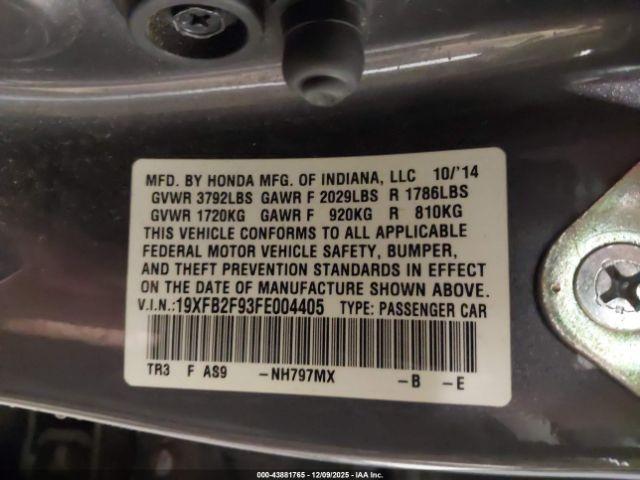 MFD. BY HONDA MFG. OF INDIANA, LLC 10/'14
GVWR 3792LBS GAWR F 2029LBS R 1786LBS
GVWR 1720KG GAWR F 920KG R 810KG
THIS VEHICLE CONFORMS TO ALL APPLICABLE
FEDERAL MOTOR VEHICLE SAFETY, BUMPER,
AND THEFT PREVENTION STANDARDS IN EFFECT
ON THE DATE OF MANUFACTURE SHOWN ABOVE.
V.I.N.:19XFB2F93FE004405 TYPE: PASSENGER CAR
TR3 F AS9 -NH797MX -B -E
000-43881765 - 12/09/2025 - IAA Inc.